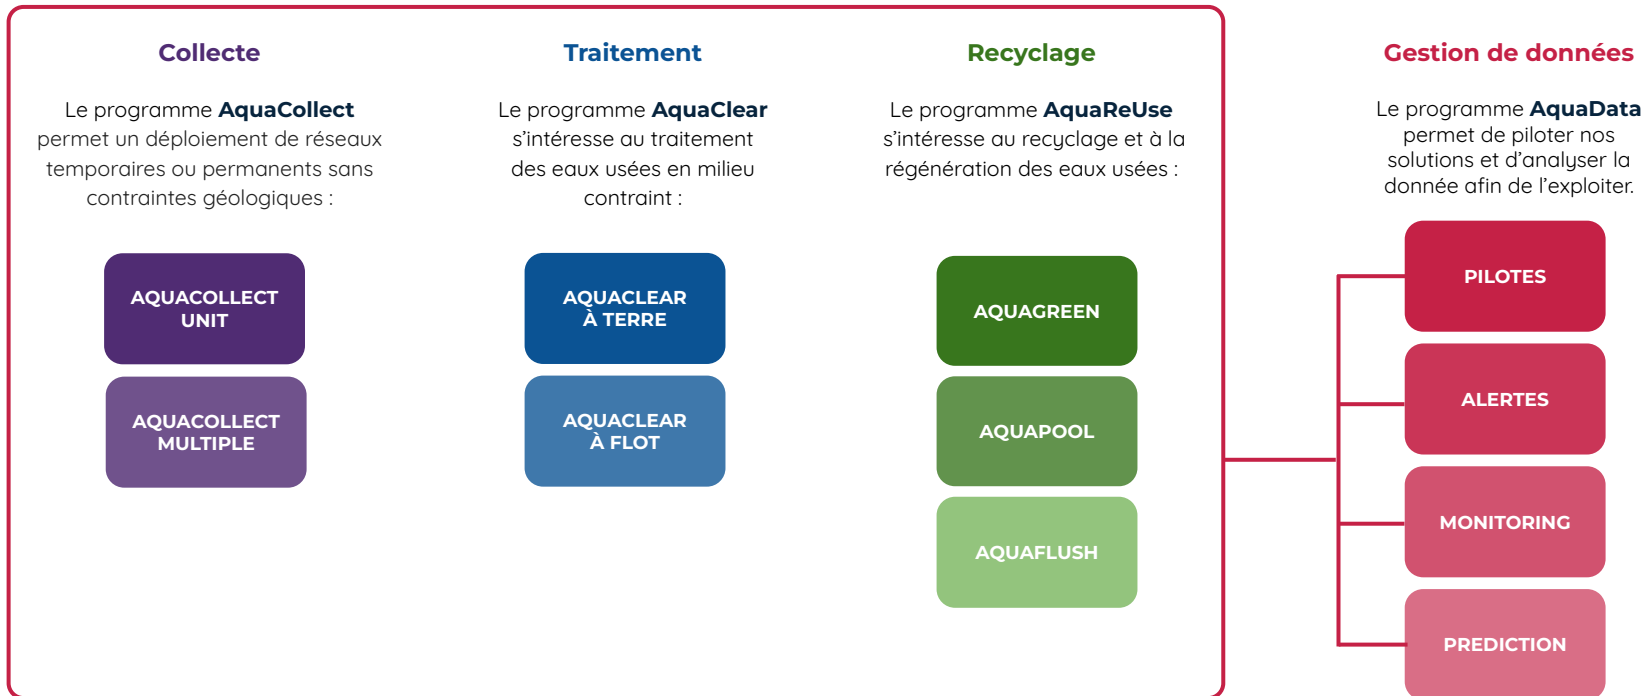 Collecte
Le programme AquaCollect
permet un déploiement de réseaux
temporaires ou permanents sans
contraintes géologiques :
AQUACOLLECT
UNIT
AQUACOLLECT
MULTIPLE
Traitement
Le programme AquaClear
s’intéresse au traitement
des eaux usées en milieu
contraint :
AQUACLEAR
À TERRE
AQUACLEAR
À FLOT
Recyclage
Le programme AquaReUse
s’intéresse au recyclage et à la
régénération des eaux usées :
AQUAGREEN
AQUAPOOL
AQUAFLUSH
Gestion de données
Le programme AquaData
permet de piloter nos
solutions et d’analyser la
donnée afin de l’exploiter.
PILOTES
ALERTES
MONITORING
PREDICTION